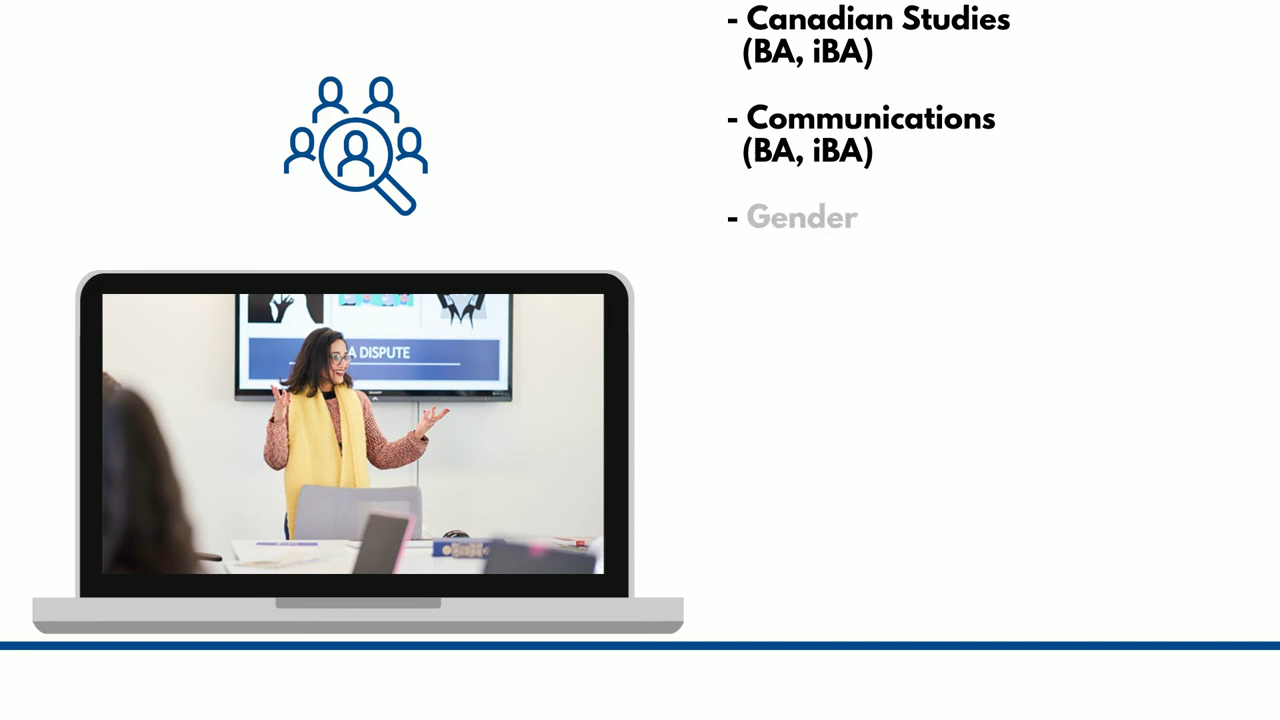 - Canadian Studies
(BA, iBA)
- Communications
(BA, iBA)
- Gender
A DISPUTE